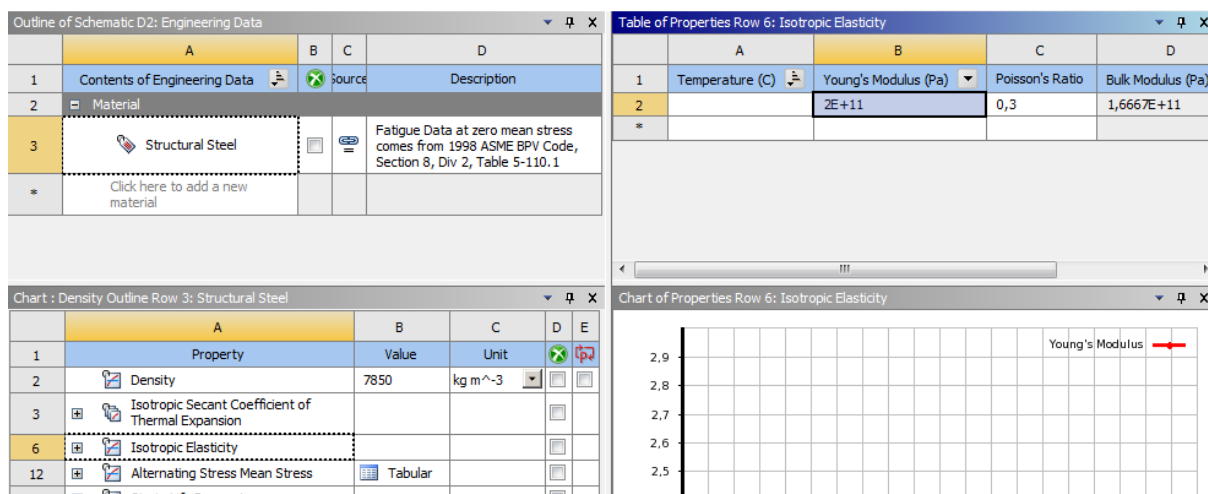 Outline of Schematic D2: Engineering Data
A B C D
1 Contents of Engineering Data Source Description
2 Material
3 Structural Steel Fatigue Data at zero mean stress
comes from 1998 ASME BPV Code,
Section 8, Div 2, Table 5-110.1
* Click here to add a new
material
Table of Properties Row 6: Isotropic Elasticity
A B C D
1 Temperature (C) Young's Modulus (Pa) Poisson's Ratio Bulk Modulus (Pa)
2 2E+11 0,3 1,6667E+11
*
Chart : Density Outline Row 3: Structural Steel
A B C D E
1 Property Value Unit
2 Density 7850 kg m^-3
3 Isotropic Secant Coefficient of
Thermal Expansion
6 Isotropic Elasticity
12 Alternating Stress Mean Stress Tabular
Chart of Properties Row 6: Isotropic Elasticity
Young's Modulus
2,9
2,8
2,7
2,6
2,5